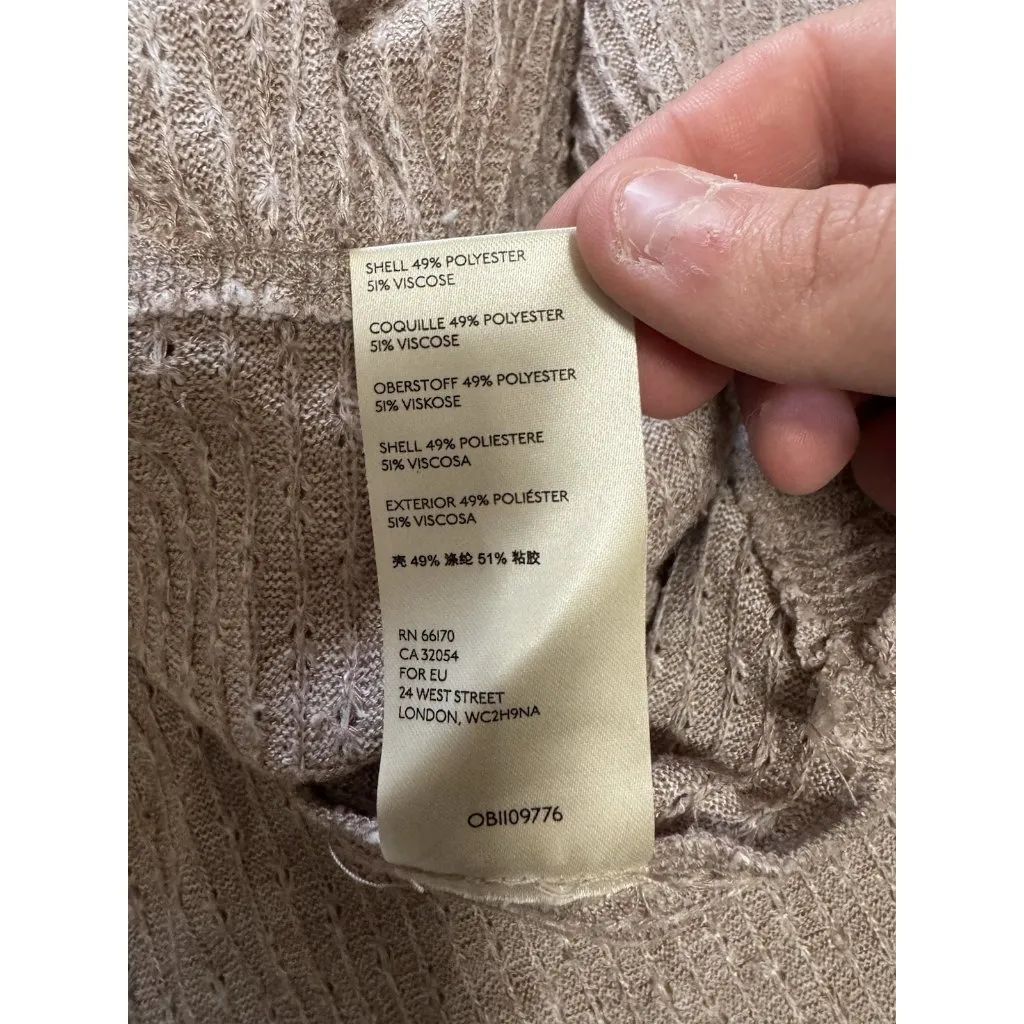 SHELL 49% POLYESTER
51% VISCOSE
COQUILLE 49% POLYESTER
51% VISCOSE
OBERSTOFF 49% POLYESTER
51% VISKOSE
SHELL 49% POLIESTERE
51% VISCOSA
EXTERIOR 49% POLIÉSTER
51% VISCOSA
壳 49% 涤纶 51% 粘胶
RN 66170
CA 32054
FOR EU
24 WEST STREET
LONDON, WC2H9NA
OB1109776